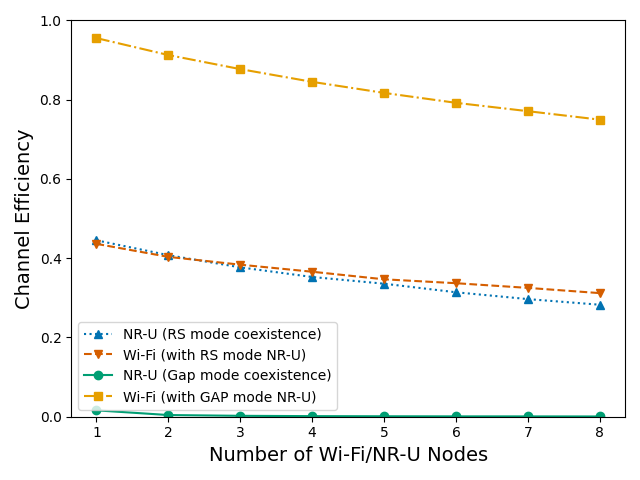 1.0
0.8
0.6
0.4
0.2
0.0
Channel Efficiency
NR-U (RS mode coexistence)
Wi-Fi (with RS mode NR-U)
NR-U (Gap mode coexistence)
Wi-Fi (with GAP mode NR-U)
1 2 3 4 5 6 7 8
Number of Wi-Fi/NR-U Nodes